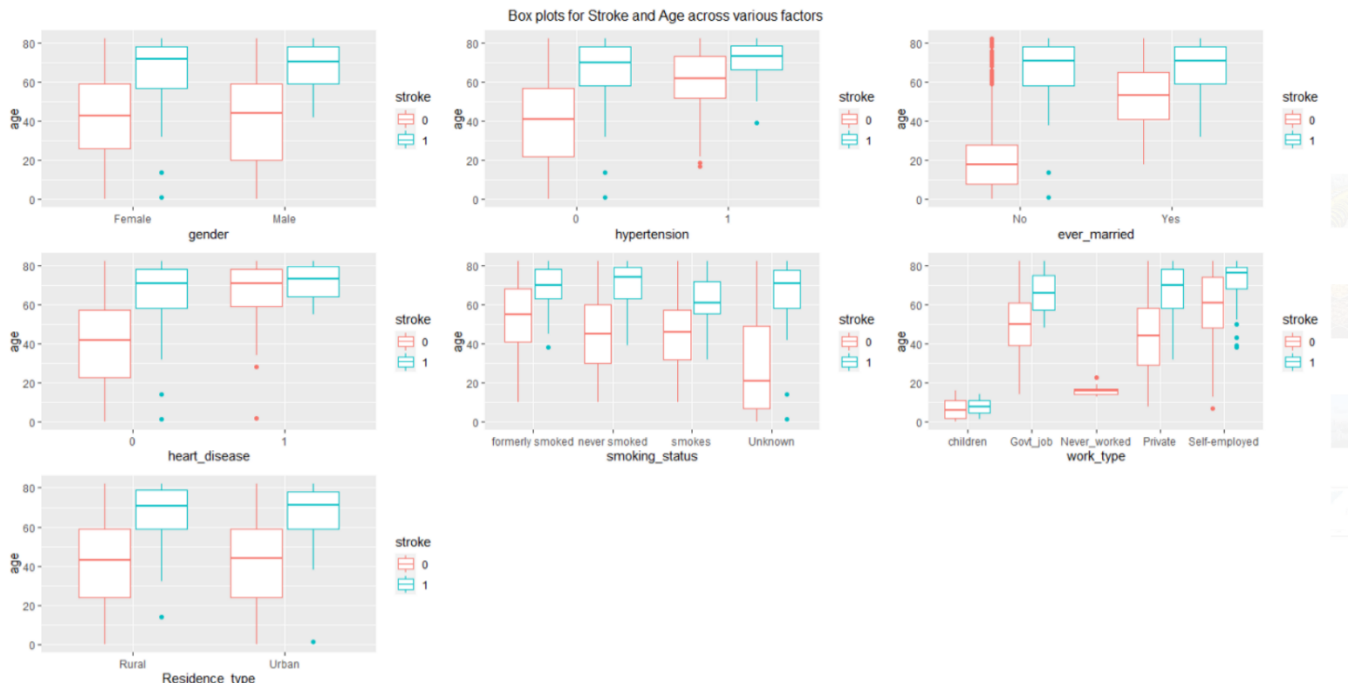 Box plots for Stroke and Age across various factors
80
60
40
20
0
age
Female Male
gender
stroke
0
1
80
60
40
20
0
age
0 1
hypertension
stroke
0
1
80
60
40
20
0
age
No Yes
ever_married
stroke
0
1
80
60
40
20
0
age
0 1
heart_disease
stroke
0
1
80
60
40
20
0
age
formerly smoked never smoked smokes Unknown
smoking_status
stroke
0
1
80
60
40
20
0
age
children Govt_job Never_worked Private Self-employed
work_type
stroke
0
1
80
60
40
20
0
age
Rural Urban
Residence_type
stroke
0
1